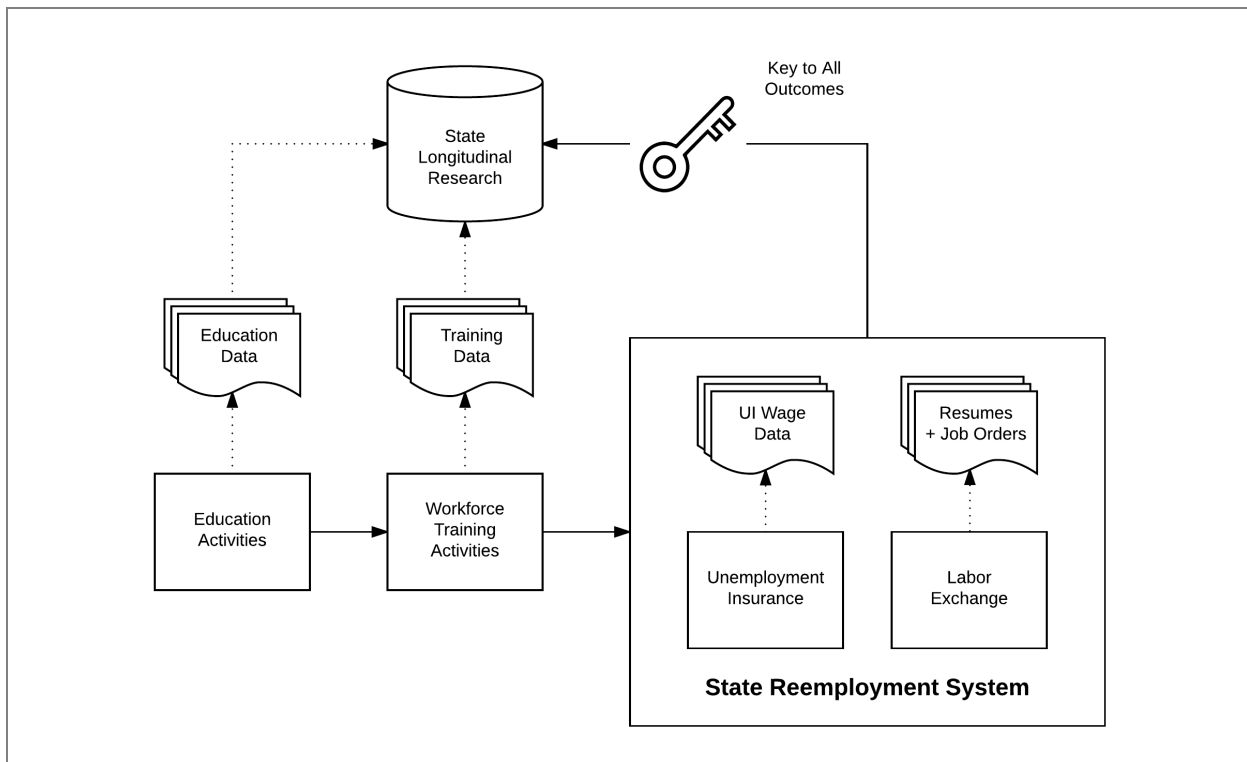 Key to All
Outcomes
State
Longitudinal
Research
Education
Data
Training
Data
UI Wage
Data
Resumes
+ Job Orders
Education
Activities
Workforce
Training
Activities
Unemployment
Insurance
Labor
Exchange
State Reemployment System